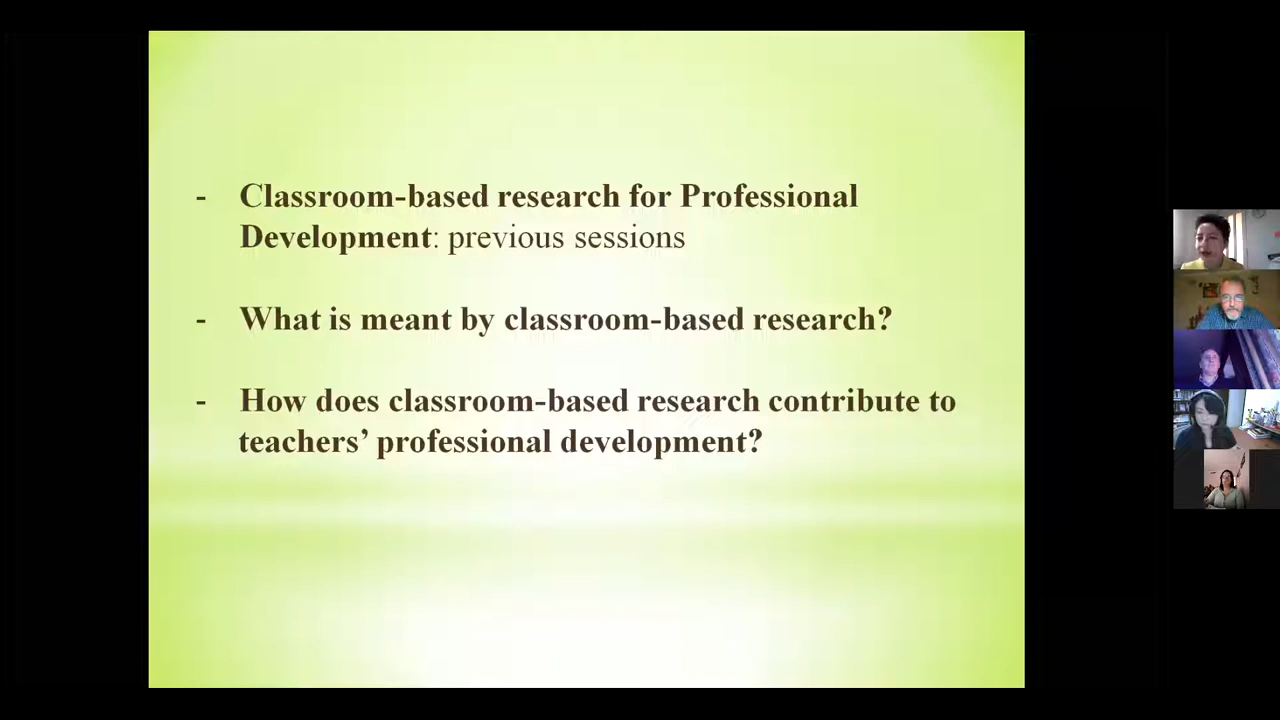 - Classroom-based research for Professional
Development: previous sessions
- What is meant by classroom-based research?
- How does classroom-based research contribute to
teachers’ professional development?